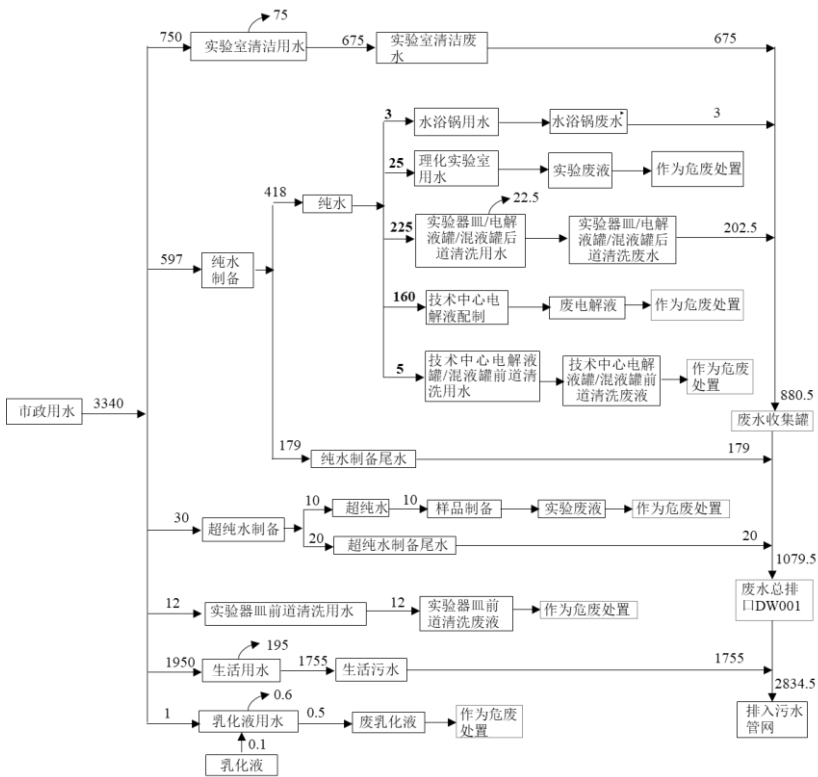 75
750
实验室清洁用水
675
实验室清洁废
水
675
3
水浴锅用水
水浴锅废水
3
25
理化实验室
用水
实验废液
作为危废处置
418
纯水
22.5
225
实验器皿/电解
液罐/混液罐后
道清洗用水
实验器皿/电解
液罐/混液罐后
道清洗废水
202.5
597
纯水
制备
160
技术中心电
解液配制
废电解液
作为危废处置
5
技术中心电解液
罐/混液罐前道清
洗用水
技术中心电解
液罐/混液罐前
道清洗废液
作为危废
处置
880.5
市政用水
3340
废水收集罐
179
纯水制备尾水
179
30
超纯水制备
10
超纯水
10
样品制备
实验废液
作为危废处置
20
超纯水制备尾水
20
1079.5
12
实验器皿前道清洗用水
12
实验器皿前
道清洗废液
作为危废处置
废水总排
口DW001
195
1950
生活用水
1755
生活污水
1755
2834.5
0.6
1
乳化液用水
0.5
废乳化液
作为危废
处置
排入污水
管网
0.1
乳化液